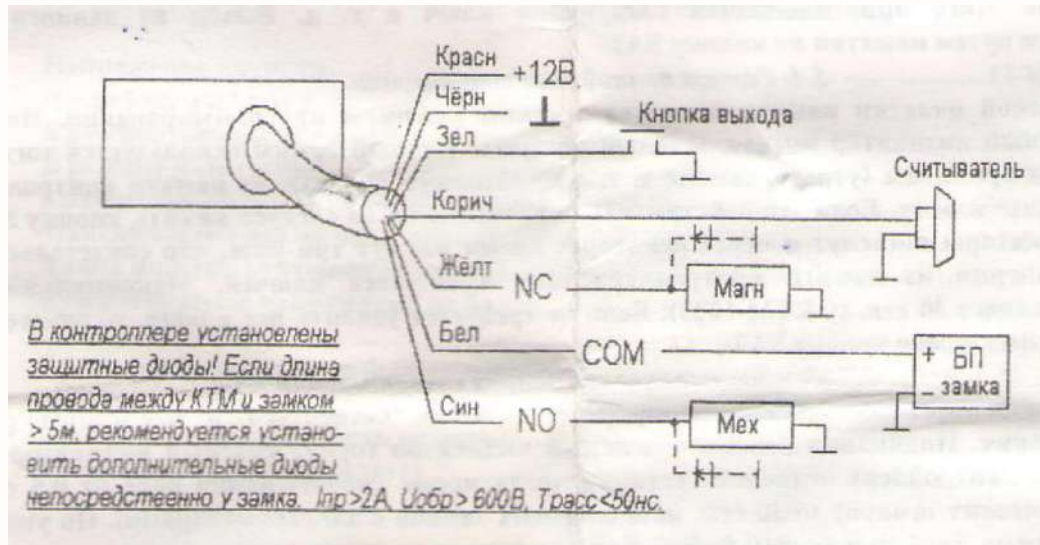 Красн +12В
Чёрн
Зел
Кнопка выхода
Считыватель
Корич
Жёлт NC
Магн
Бел COM
+ БП
- замка
Син NO
Мех
В контроллере установлены
защитные диоды! Если длина
провода между КТМ и замком
> 5м, рекомендуется устано-
вить дополнительные диоды
непосредственно у замка. Iпр>2А, Uобр> 600В, Трасс<50нс.